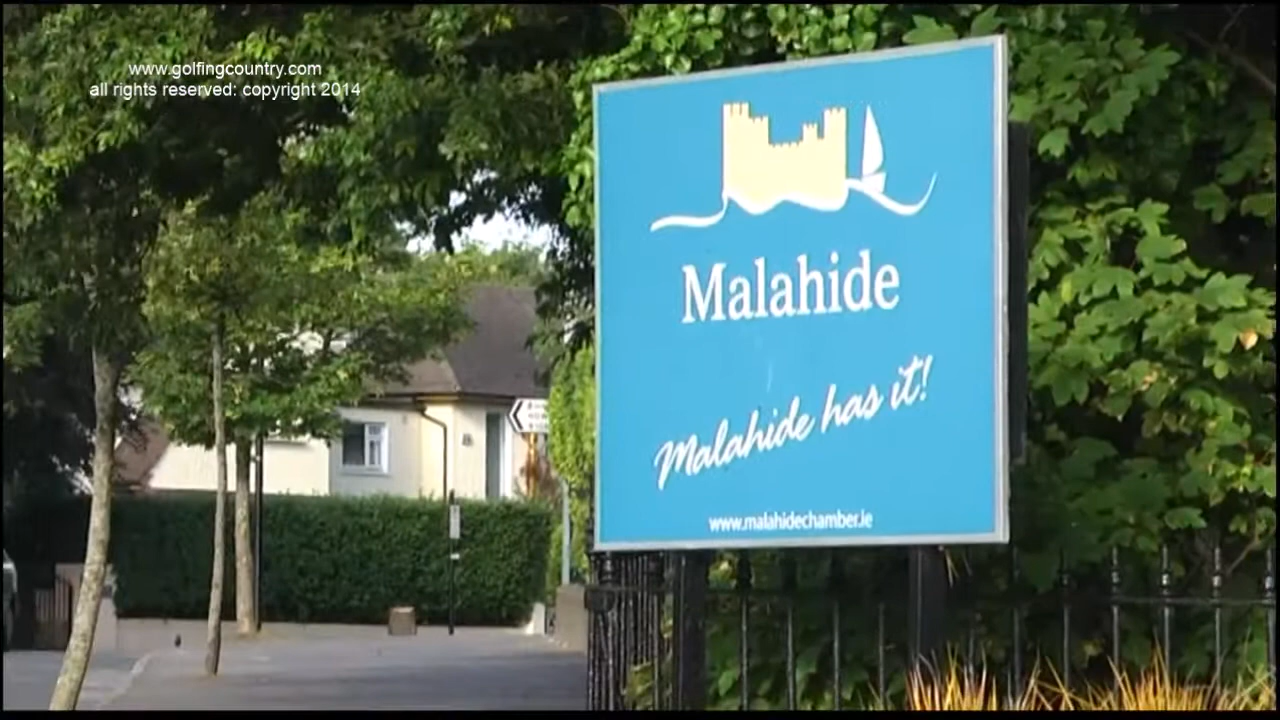 www.golfingcountry.com
all rights reserved: copyright 2014
Malahide
Malahide has it!
www.malahidechamber.ie